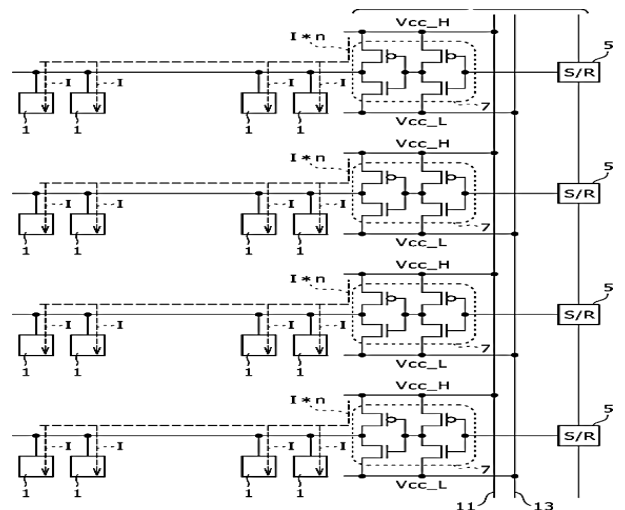 Vcc_H
I*n
5
I I
S/R
1 1 1 1
7
Vcc_L
Vcc_H
I*n
5
I I I I
S/R
1 1 1 1
7
Vcc_L
Vcc_H
I*n
5
I I I I
S/R
1 1 1 1
7
Vcc_L
Vcc_H
I*n
5
I I I I
S/R
1 1 1 1
7
Vcc_L
11 13